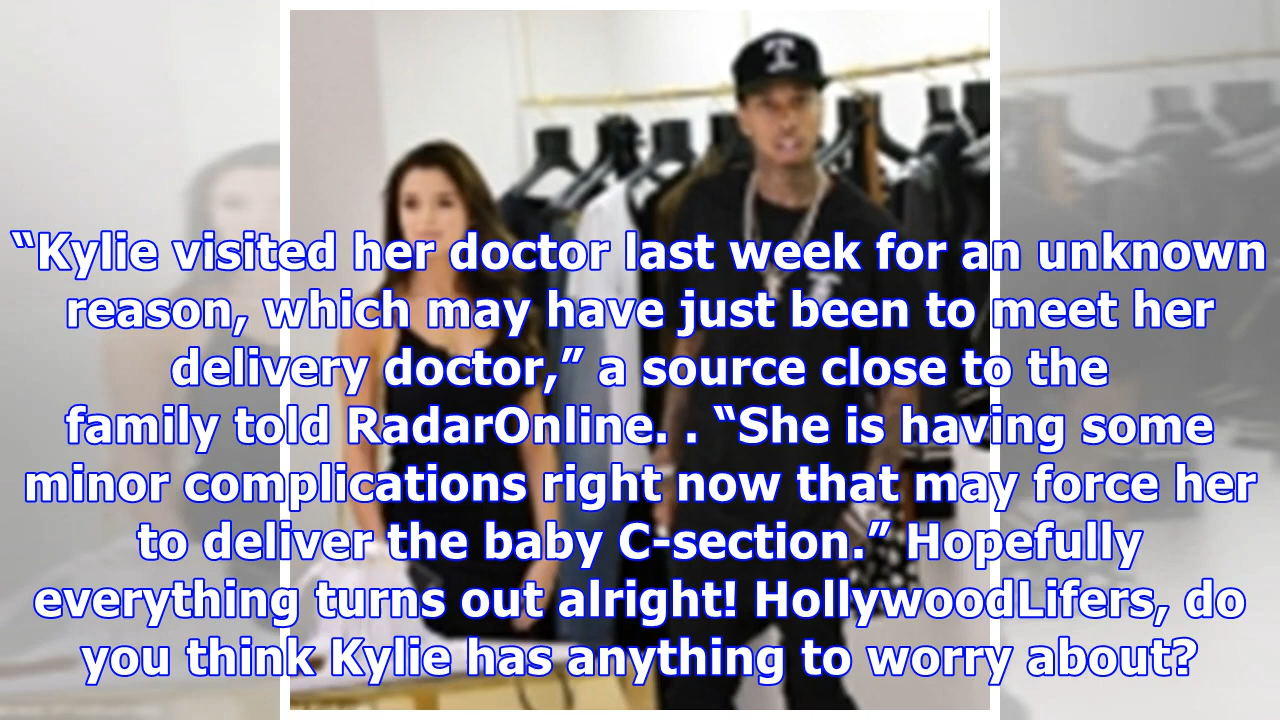 “Kylie visited her doctor last week for an unknown
reason, which may have just been to meet her
delivery doctor,” a source close to the
family told RadarOnline. . “She is having some
minor complications right now that may force her
to deliver the baby C-section.” Hopefully
everything turns out alright! HollywoodLifers, do
you think Kylie has anything to worry about?